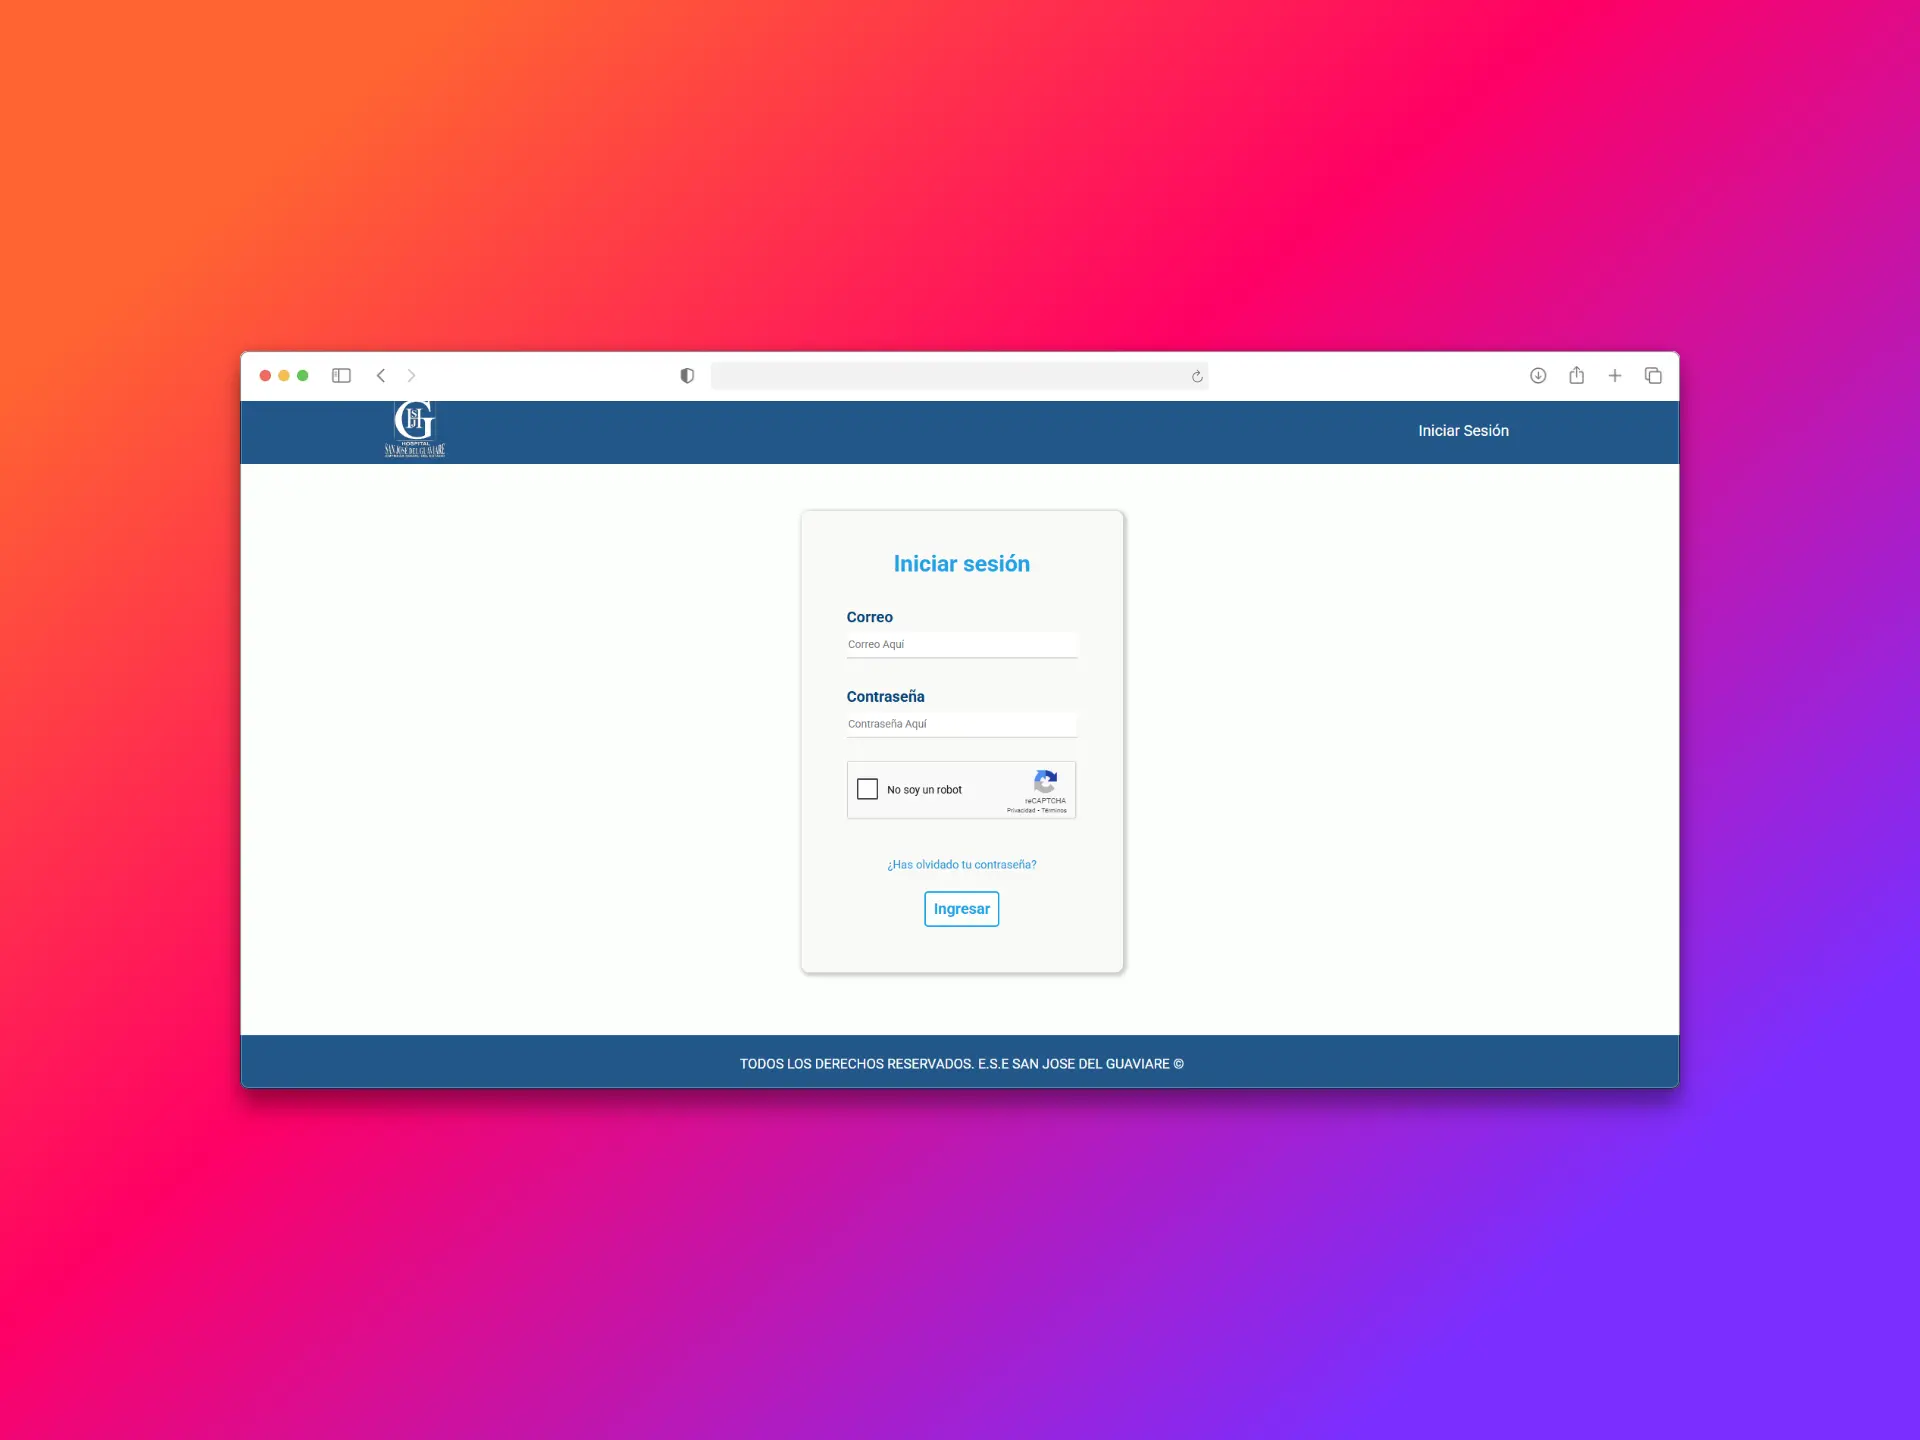 HOSPITAL
SAN JOSE DEL GUAVIARE
Iniciar Sesión
Iniciar sesión
Correo
Correo Aquí
Contraseña
Contraseña Aquí
No soy un robot
reCAPTCHA
Privacidad - Términos
¿Has olvidado tu contraseña?
Ingresar
TODOS LOS DERECHOS RESERVADOS. E.S.E SAN JOSE DEL GUAVIARE ©